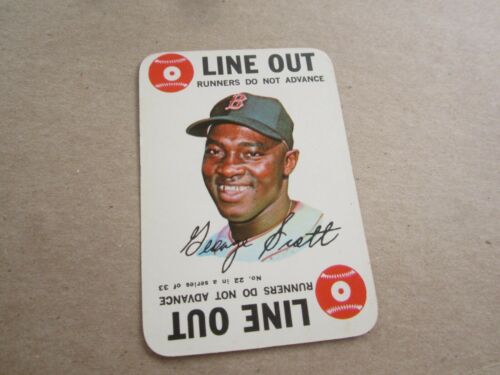 LINE OUT
RUNNERS DO NOT ADVANCE
B
George Scott
No. 22 in a series of 33
RUNNERS DO NOT ADVANCE
LINE OUT